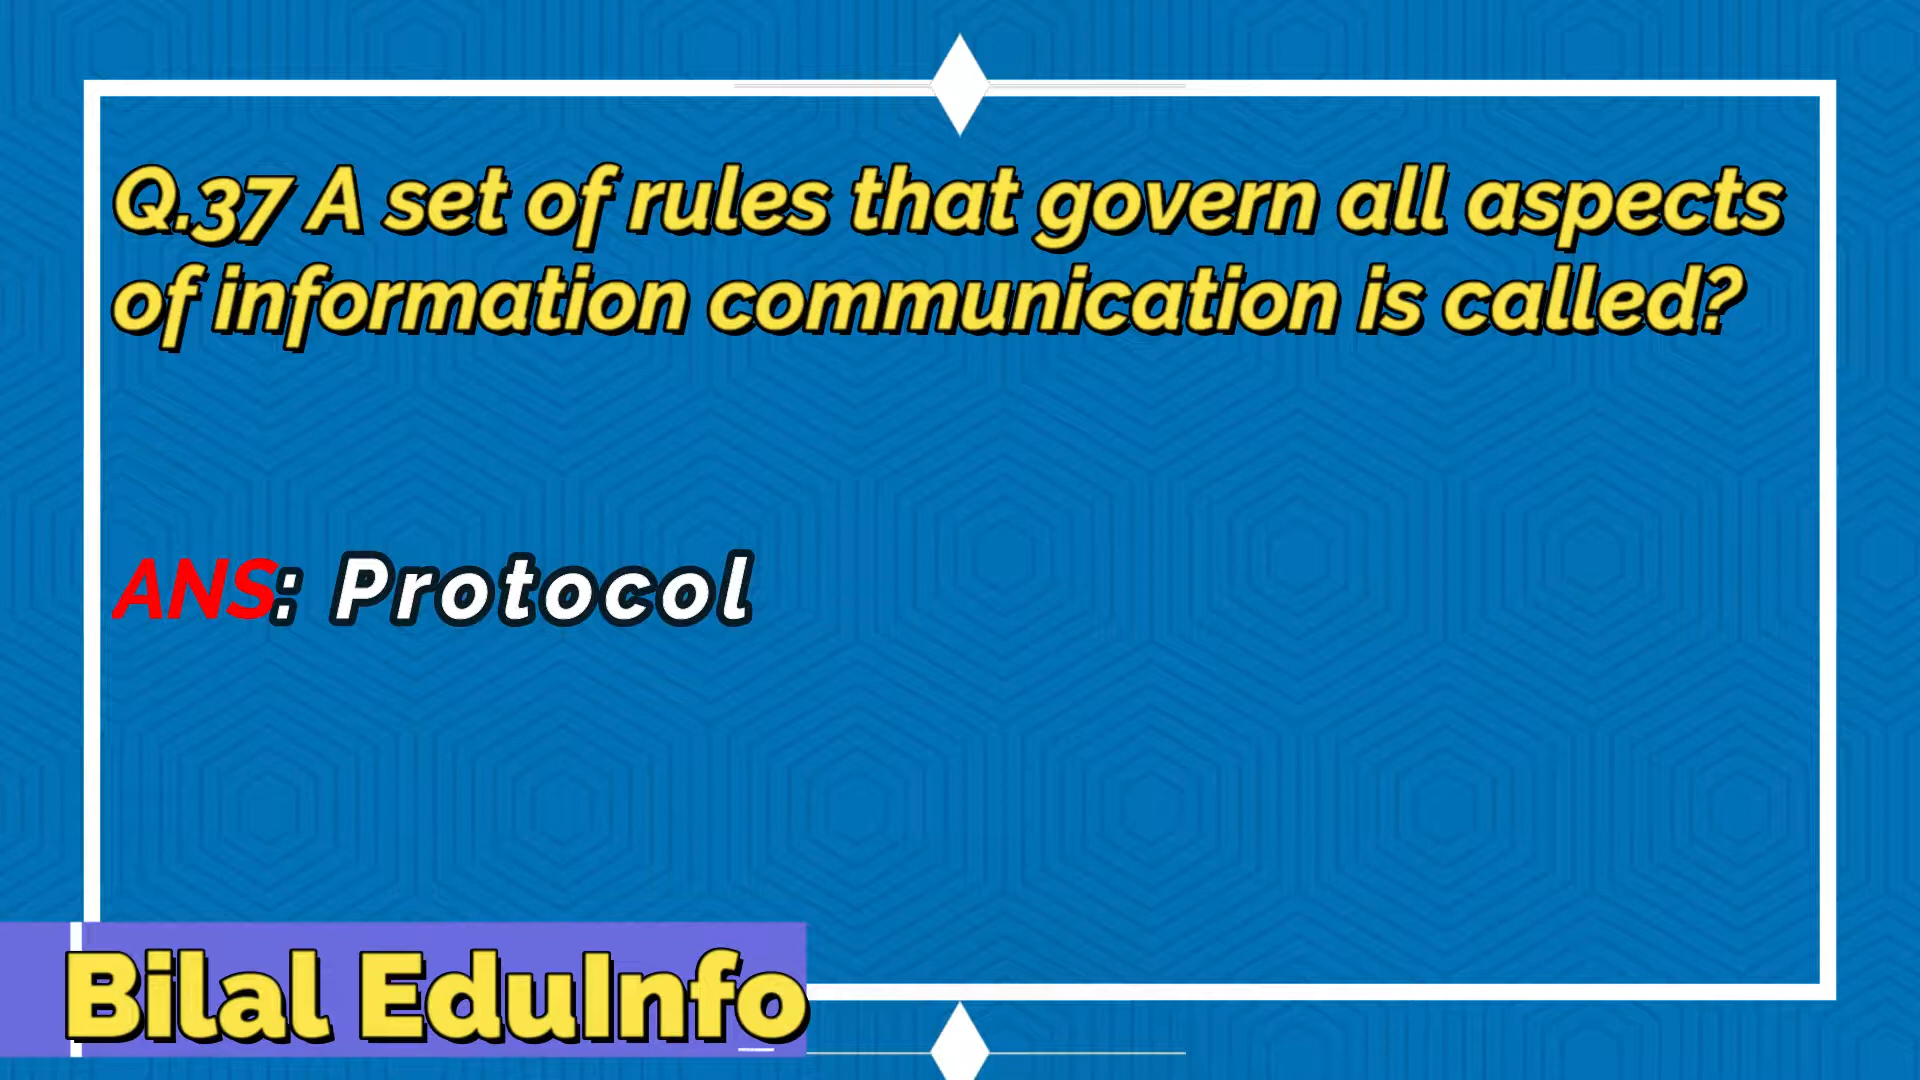 Q.37 A set of rules that govern all aspects
of information communication is called?
ANS: Protocol
Bilal EduInfo